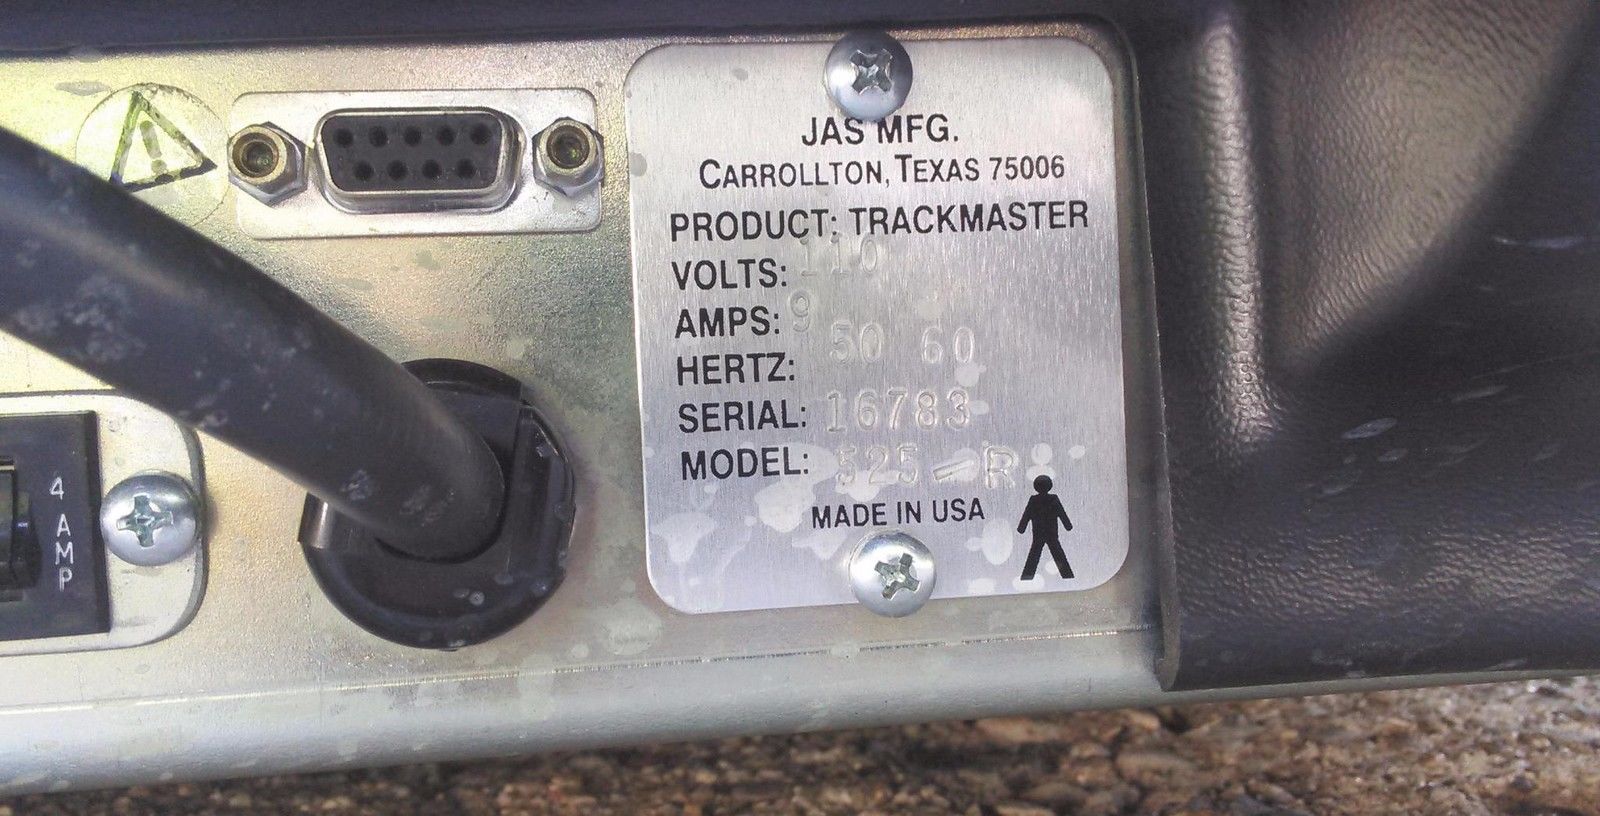 JAS MFG.
CARROLLTON, TEXAS 75006
PRODUCT: TRACKMASTER
VOLTS: 110
AMPS: 9
HERTZ: 50 60
SERIAL: 16783
MODEL: 525-R
MADE IN USA
4 AMP